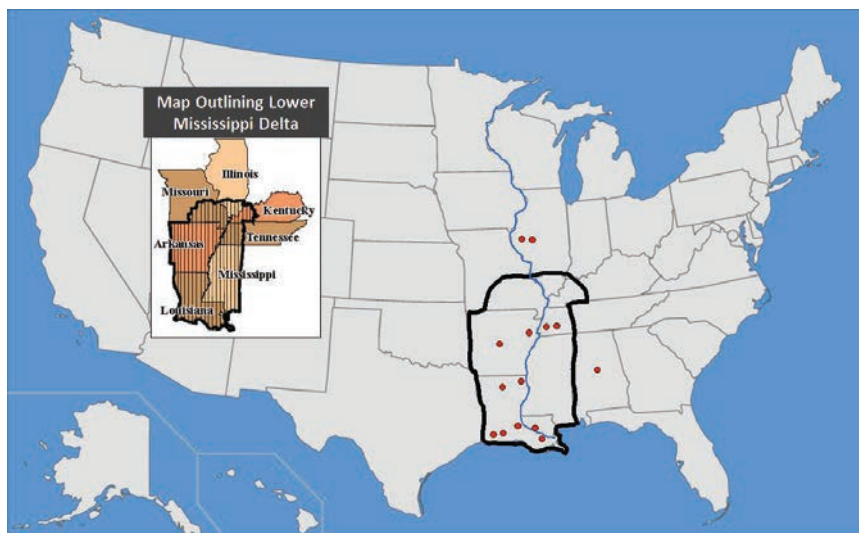 Map Outlining Lower
Mississippi Delta
Illinois
Missouri
Kentucky
Arkansas
Tennessee
Mississippi
Louisiana